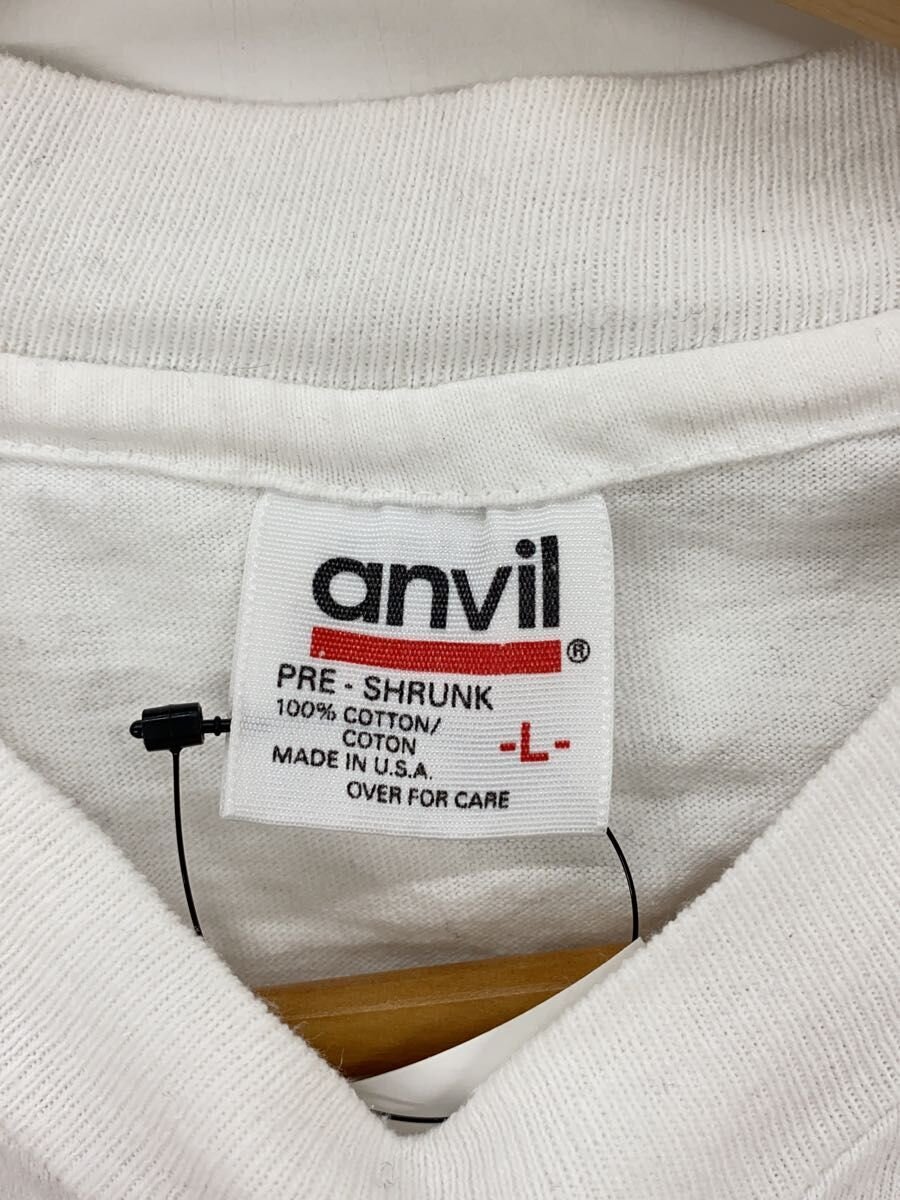 anvil®
PRE - SHRUNK
100% COTTON/
COTON
-L-
MADE IN U.S.A.
OVER FOR CARE